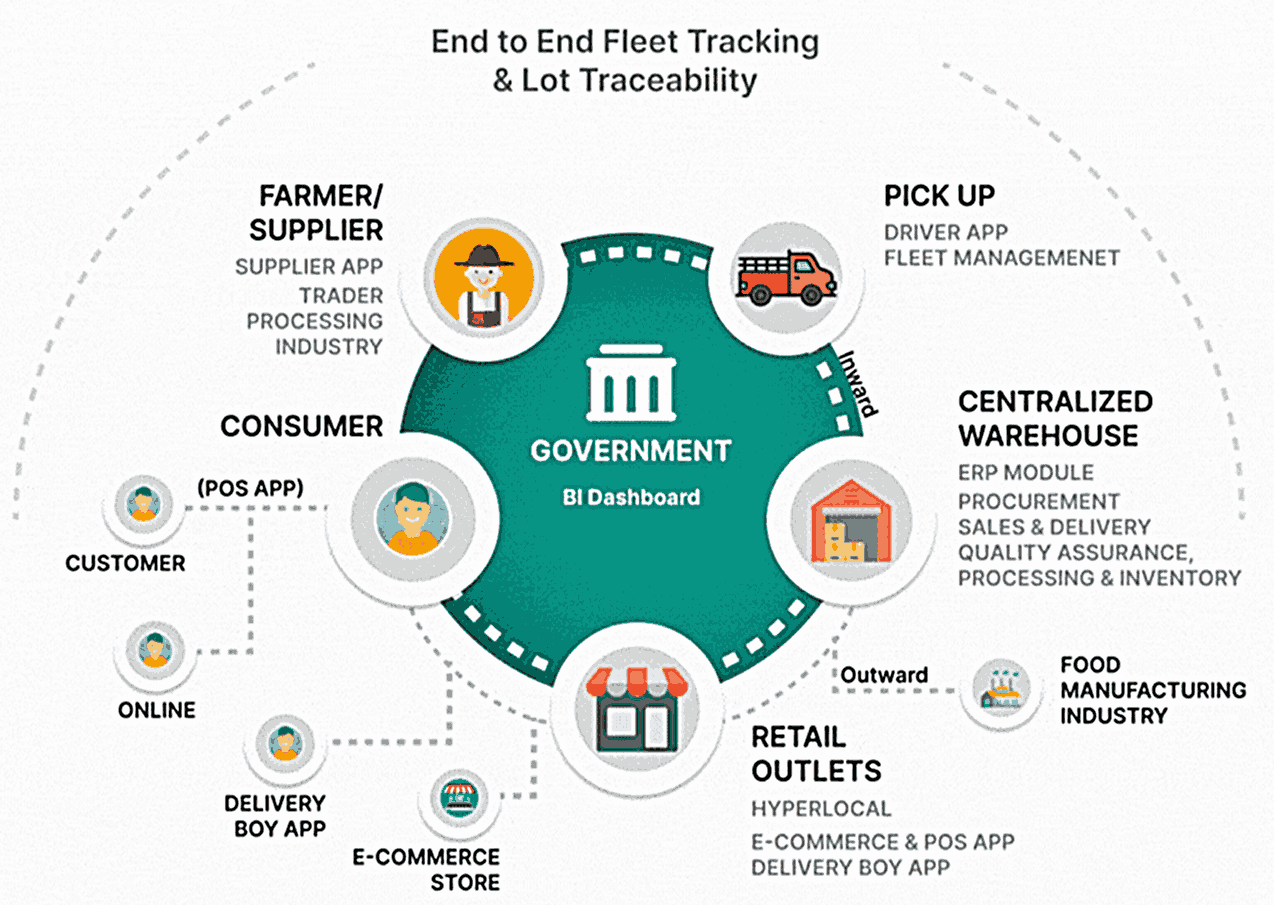 End to End Fleet Tracking
& Lot Traceability
FARMER/
SUPPLIER
SUPPLIER APP
TRADER
PROCESSING
INDUSTRY
PICK UP
DRIVER APP
FLEET MANAGEMENET
Inward
GOVERNMENT
BI Dashboard
CENTRALIZED
WAREHOUSE
ERP MODULE
PROCUREMENT
SALES & DELIVERY
QUALITY ASSURANCE,
PROCESSING & INVENTORY
CONSUMER
(POS APP)
CUSTOMER
ONLINE
DELIVERY
BOY APP
E-COMMERCE
STORE
Outward
FOOD
MANUFACTURING
INDUSTRY
RETAIL
OUTLETS
HYPERLOCAL
E-COMMERCE & POS APP
DELIVERY BOY APP